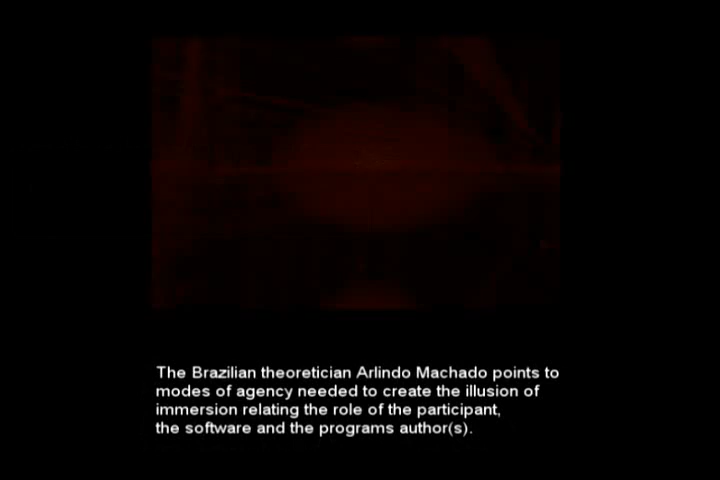 The Brazilian theoretician Arlindo Machado points to
modes of agency needed to create the illusion of
immersion relating the role of the participant,
the software and the programs author(s).